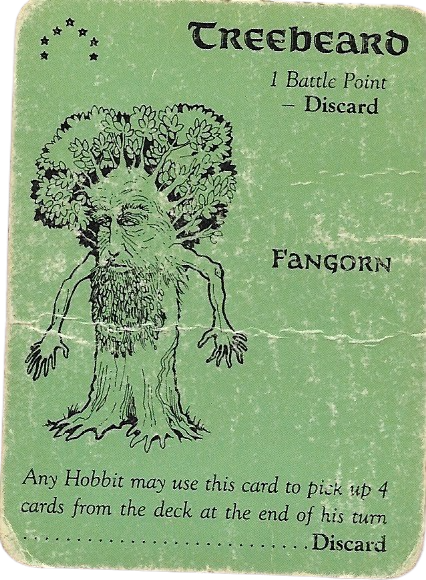 Treebeard
1 Battle Point
– Discard
Fangorn
Any Hobbit may use this card to pick up 4
cards from the deck at the end of his turn
............................Discard